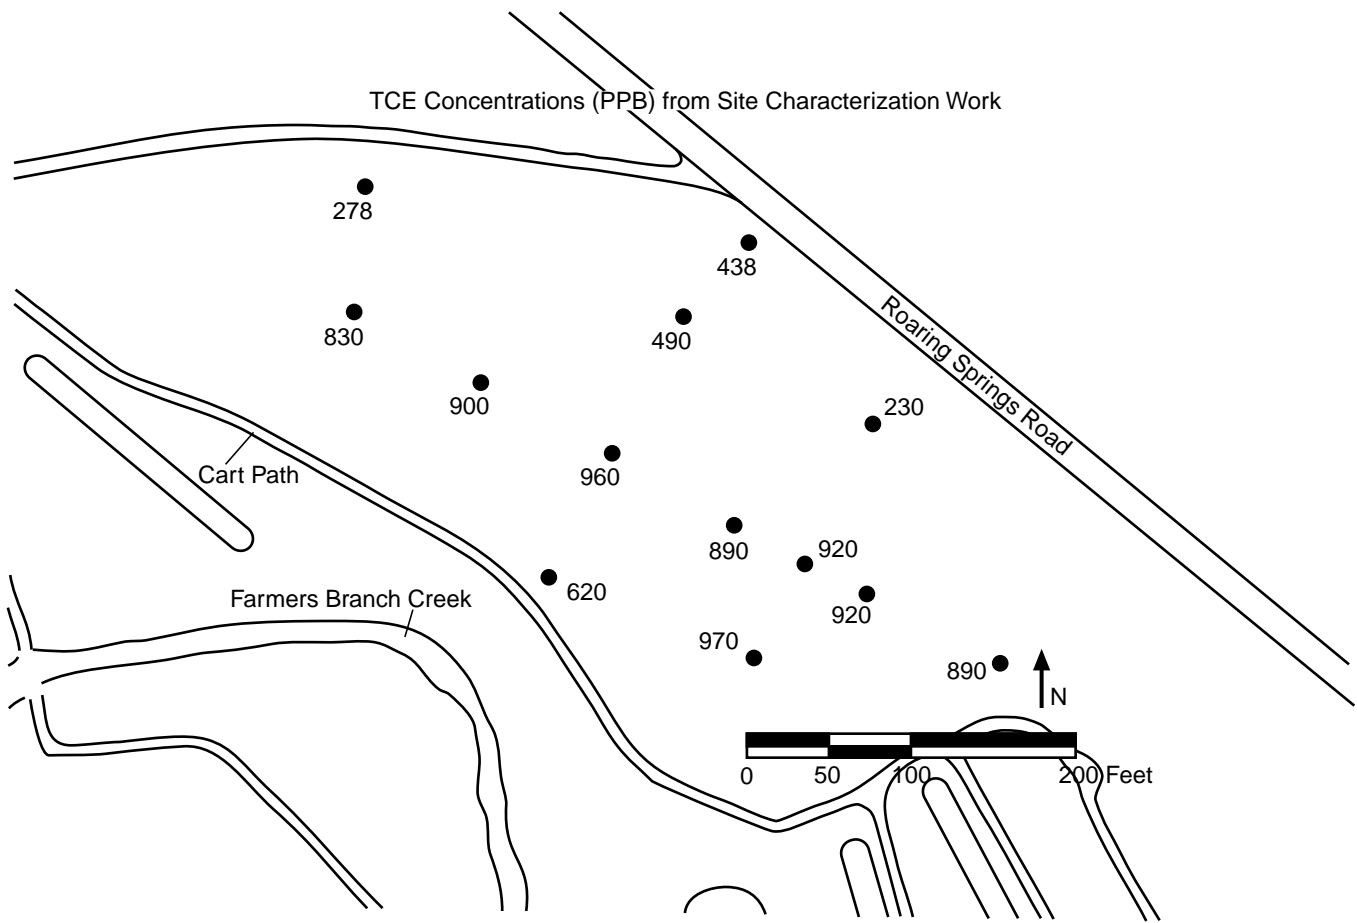 TCE Concentrations (PPB) from Site Characterization Work
278
438
830
490
Roaring Springs Road
900
230
Cart Path
960
890
920
620
Farmers Branch Creek
920
970
890
N
0 50 100 200 Feet